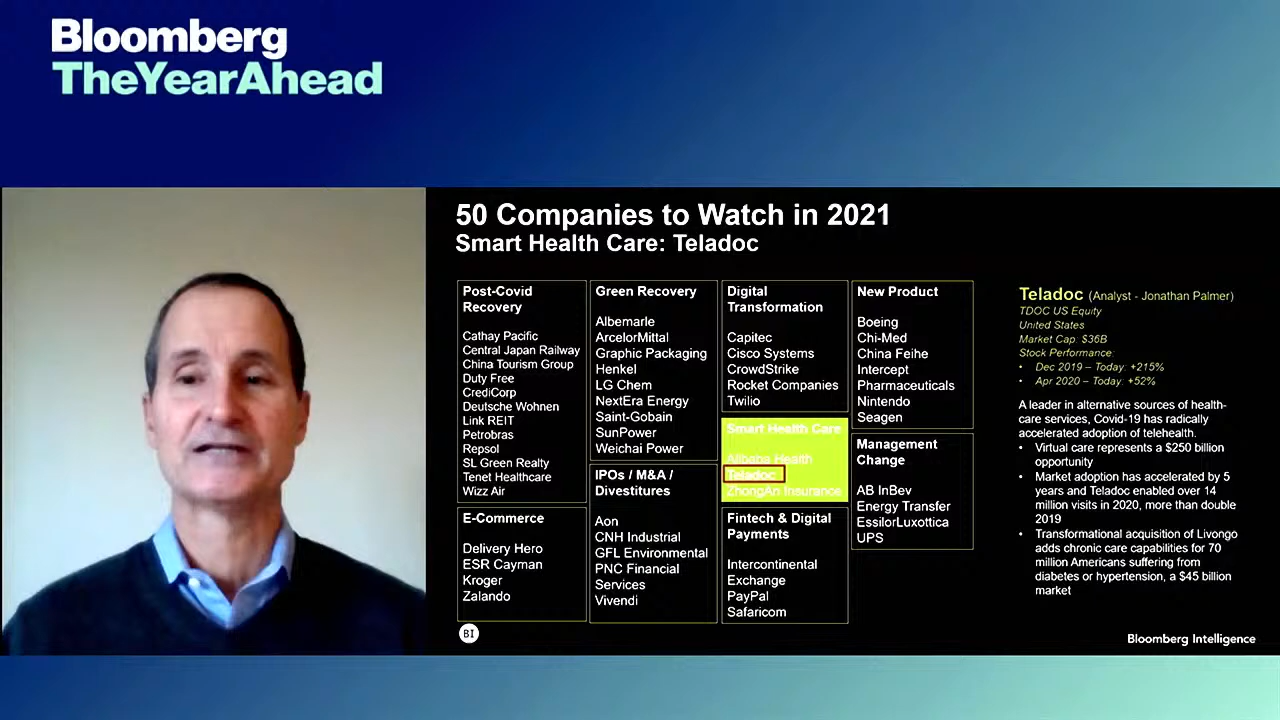 Bloomberg
TheYearAhead
50 Companies to Watch in 2021
Smart Health Care: Teladoc
Post-Covid
Recovery
Cathay Pacific
Central Japan Railway
China Tourism Group
Duty Free
CrediCorp
Deutsche Wohnen
Link REIT
Petrobras
Repsol
SL Green Realty
Tenet Healthcare
Wizz Air
E-Commerce
Delivery Hero
ESR Cayman
Kroger
Zalando
Green Recovery
Albemarle
ArcelorMittal
Graphic Packaging
Henkel
LG Chem
NextEra Energy
Saint-Gobain
SunPower
Weichai Power
IPOs / M&A /
Divestitures
Aon
CNH Industrial
GFL Environmental
PNC Financial
Services
Vivendi
Digital
Transformation
Capitec
Cisco Systems
CrowdStrike
Rocket Companies
Twilio
Smart Health Care
Alibaba Health
Teladoc
ZhongAn Insurance
Fintech & Digital
Payments
Intercontinental
Exchange
PayPal
Safaricom
New Product
Boeing
Chi-Med
China Feihe
Intercept
Pharmaceuticals
Nintendo
Seagen
Management
Change
AB InBev
Energy Transfer
EssilorLuxottica
UPS
Teladoc (Analyst - Jonathan Palmer)
TDOC US Equity
United States
Market Cap: $36B
Stock Performance:
• Dec 2019 – Today: +215%
• Apr 2020 – Today: +52%
A leader in alternative sources of health-
care services, Covid-19 has radically
accelerated adoption of telehealth.
• Virtual care represents a $250 billion
opportunity
• Market adoption has accelerated by 5
years and Teladoc enabled over 14
million visits in 2020, more than double
2019
• Transformational acquisition of Livongo
adds chronic care capabilities for 70
million Americans suffering from
diabetes or hypertension, a $45 billion
market
BI
Bloomberg Intelligence